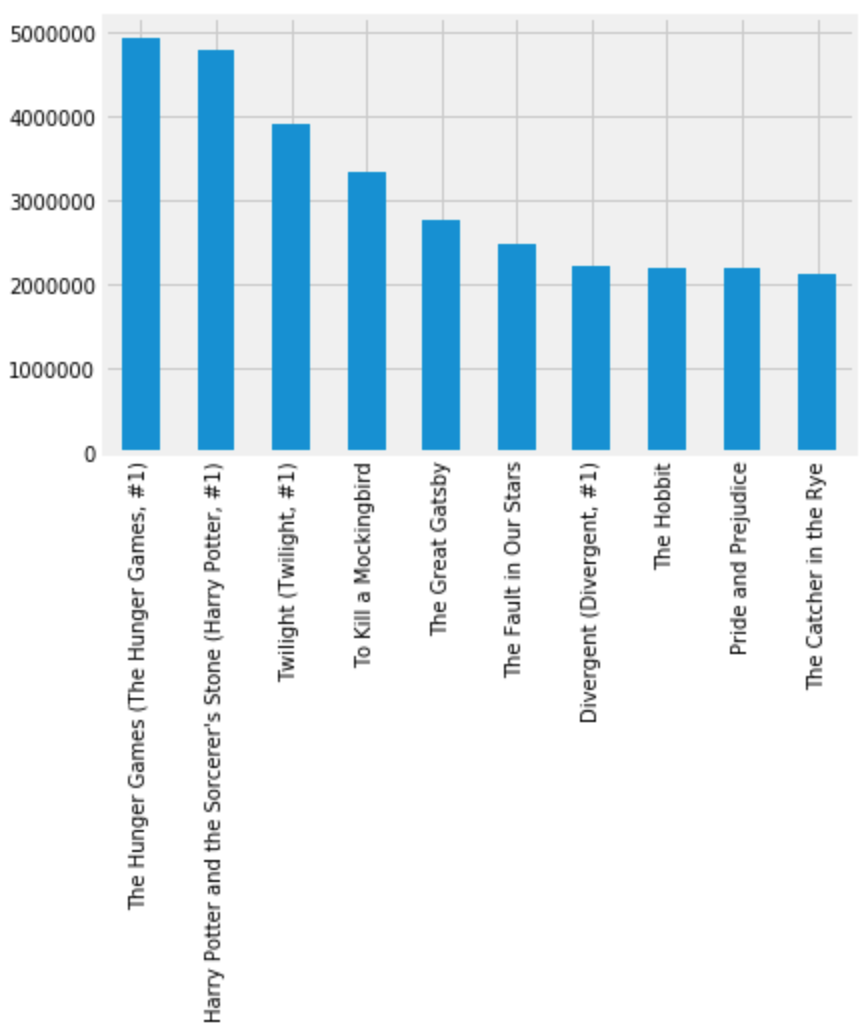 5000000
4000000
3000000
2000000
1000000
0
The Hunger Games (The Hunger Games, #1)
Harry Potter and the Sorcerer's Stone (Harry Potter, #1)
Twilight (Twilight, #1)
To Kill a Mockingbird
The Great Gatsby
The Fault in Our Stars
Divergent (Divergent, #1)
The Hobbit
Pride and Prejudice
The Catcher in the Rye